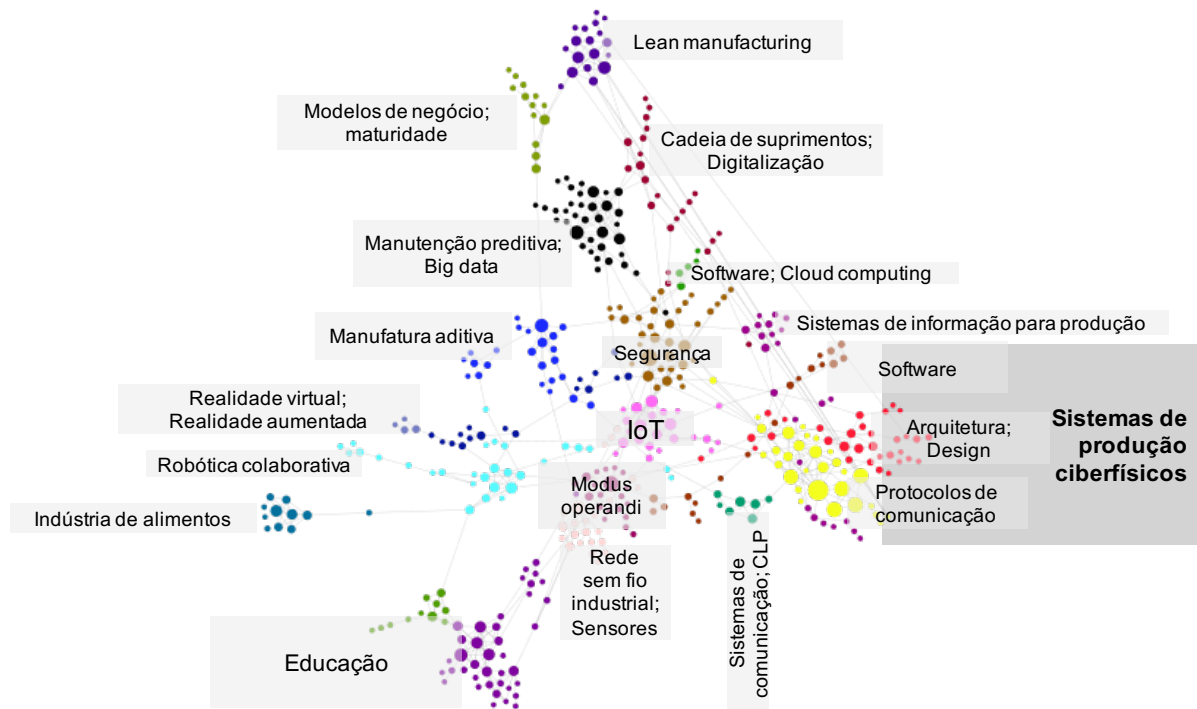 Lean manufacturing
Modelos de negócio;
maturidade
Cadeia de suprimentos;
Digitalização
Manutenção preditiva;
Big data
Software; Cloud computing
Manufatura aditiva
Sistemas de informação para produção
Segurança
Software
Realidade virtual;
Realidade aumentada
IoT
Arquitetura;
Design
Sistemas de
produção
ciberfísicos
Robótica colaborativa
Modus
operandi
Protocolos de
comunicação
Indústria de alimentos
Rede
sem fio
industrial;
Sensores
Sistemas de
comunicação; CLP
Educação